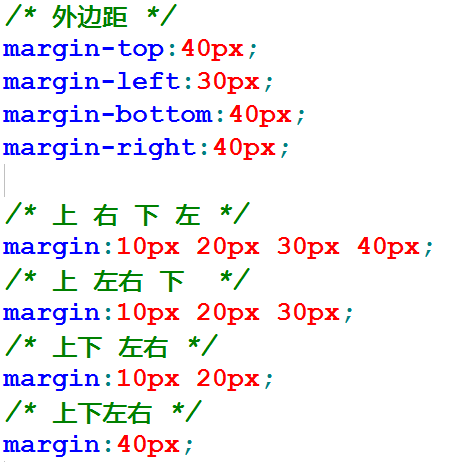 /* 外边距 */
margin-top:40px;
margin-left:30px;
margin-bottom:40px;
margin-right:40px;
/* 上 右 下 左 */
margin:10px 20px 30px 40px;
/* 上 左右 下  */
margin:10px 20px 30px;
/* 上下 左右 */
margin:10px 20px;
/* 上下左右 */
margin:40px;